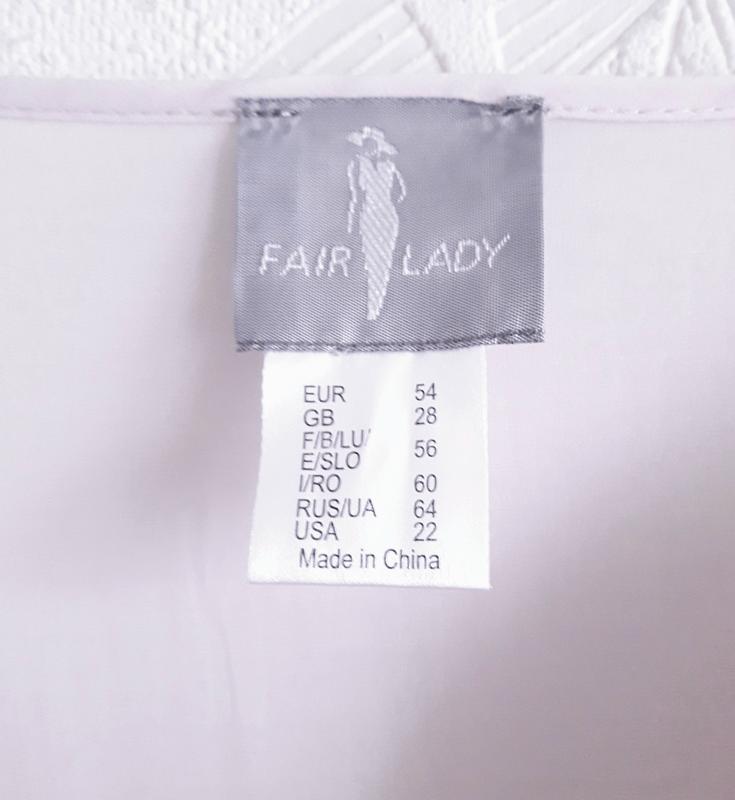 FAIR LADY
EUR 54
GB 28
F/B/LU/
E/SLO 56
I/RO 60
RUS/UA 64
USA 22
Made in China